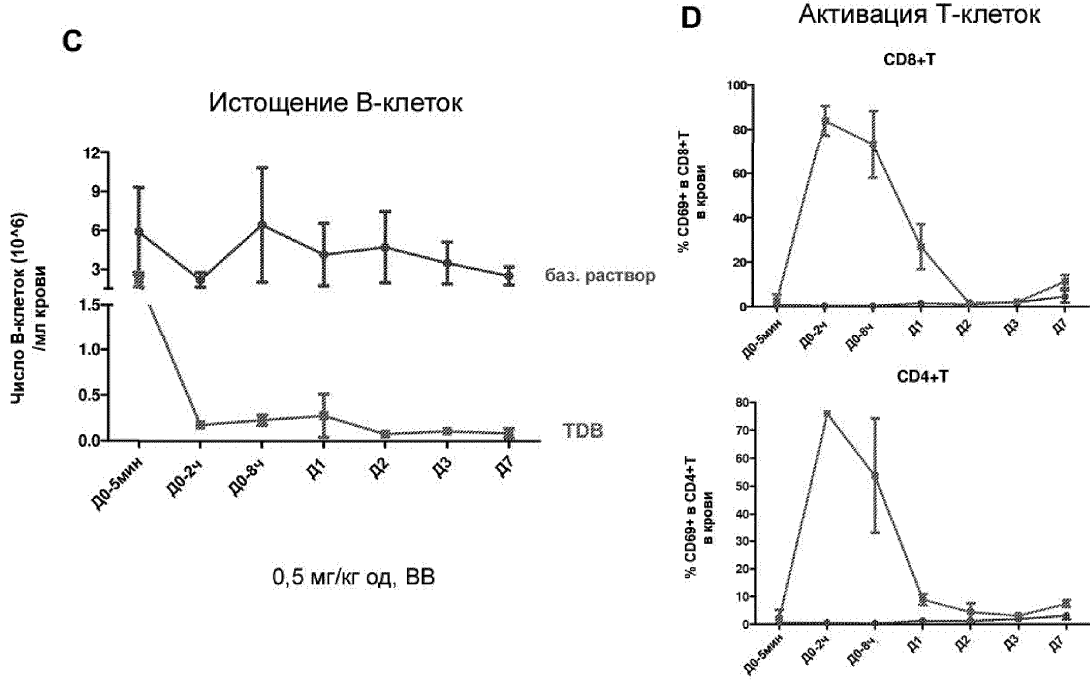 C
Истощение В-клеток
Число В-клеток (10^6)
/мл крови
12
9
6
3
1.5
1.0
0.5
0.0
баз. раствор
TDB
Д0-5мин
Д0-2ч
Д0-8ч
Д1
Д2
Д3
Д7
0,5 мг/кг од, ВВ
D
Активация Т-клеток
CD8+T
% CD69+ в CD8+T
в крови
100
80
60
40
20
0
Д0-5мин
Д0-2ч
Д0-8ч
Д1
Д2
Д3
Д7
CD4+T
% CD69+ в CD4+T
в крови
80
70
60
50
40
30
20
10
0
Д0-5мин
Д0-2ч
Д0-8ч
Д1
Д2
Д3
Д7